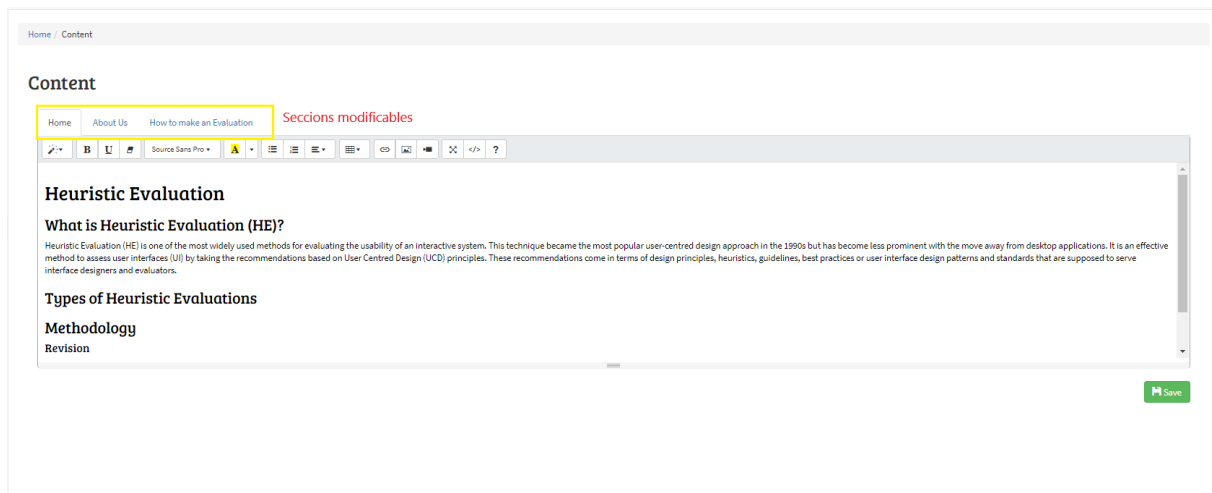 Home / Content
Content
Home About Us How to make an Evaluation Seccions modificables
B U Source Sans Pro A </> ?
Heuristic Evaluation
What is Heuristic Evaluation (HE)?
Heuristic Evaluation (HE) is one of the most widely used methods for evaluating the usability of an interactive system. This technique became the most popular user-centred design approach in the 1990s but has become less prominent with the move away from desktop applications. It is an effective
method to assess user interfaces (UI) by taking the recommendations based on User Centred Design (UCD) principles. These recommendations come in terms of design principles, heuristics, guidelines, best practices or user interface design patterns and standards that are supposed to serve
interface designers and evaluators.
Types of Heuristic Evaluations
Methodology
Revision
Save